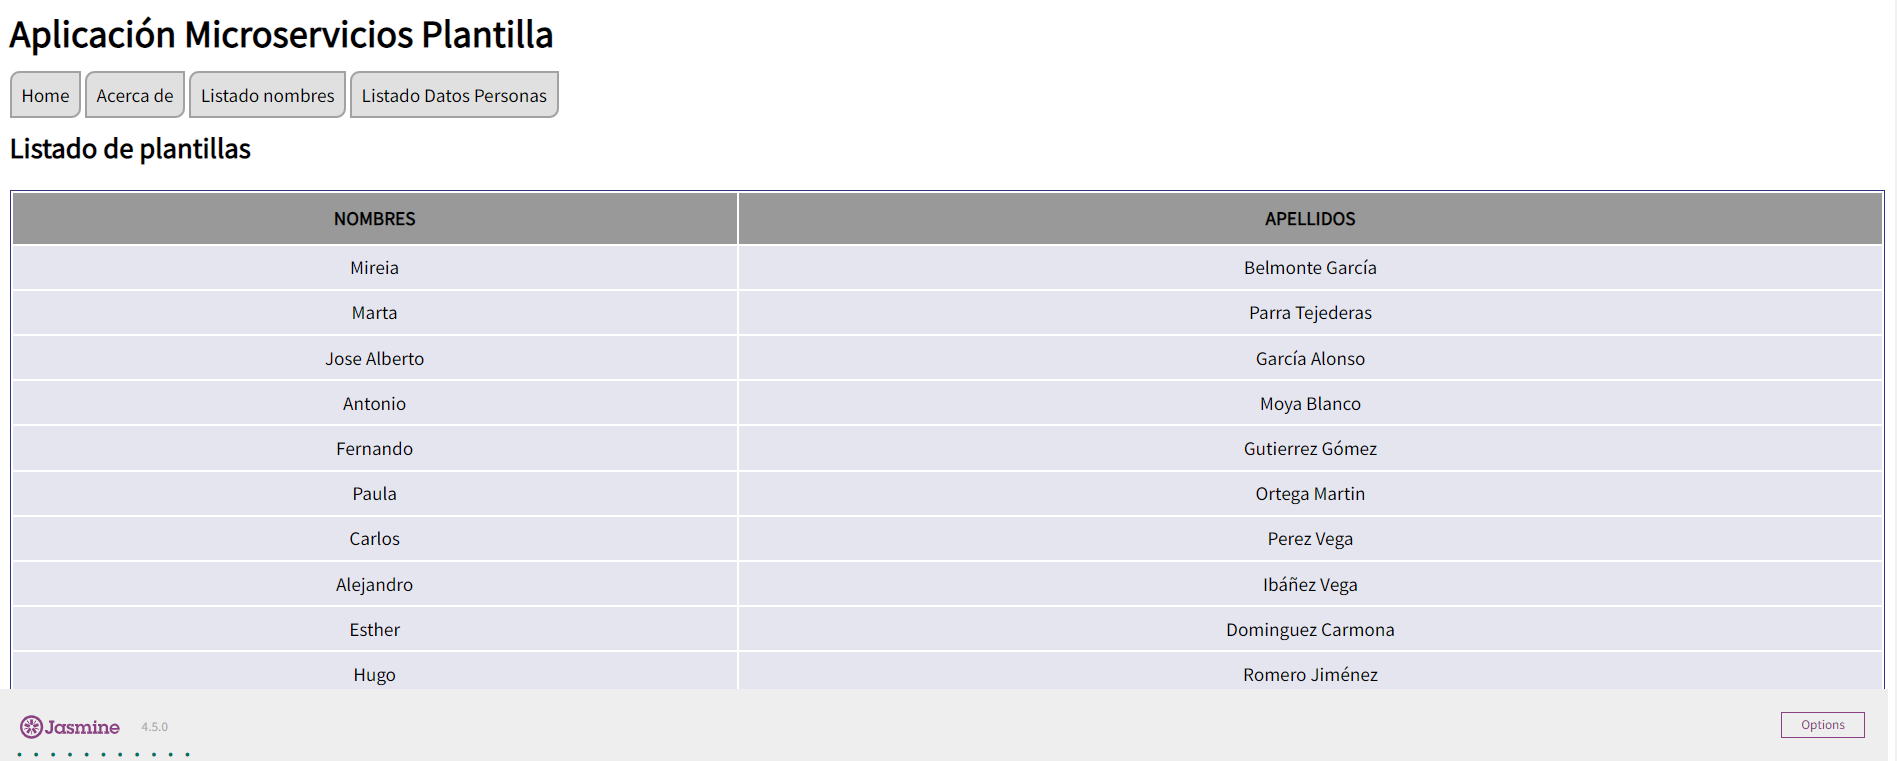 Aplicación Microservicios Plantilla
Home Acerca de Listado nombres Listado Datos Personas
Listado de plantillas
NOMBRES APELLIDOS
Mireia Belmonte García
Marta Parra Tejederas
Jose Alberto García Alonso
Antonio Moya Blanco
Fernando Gutierrez Gómez
Paula Ortega Martin
Carlos Perez Vega
Alejandro Ibáñez Vega
Esther Dominguez Carmona
Hugo Romero Jiménez
Jasmine 4.5.0 Options